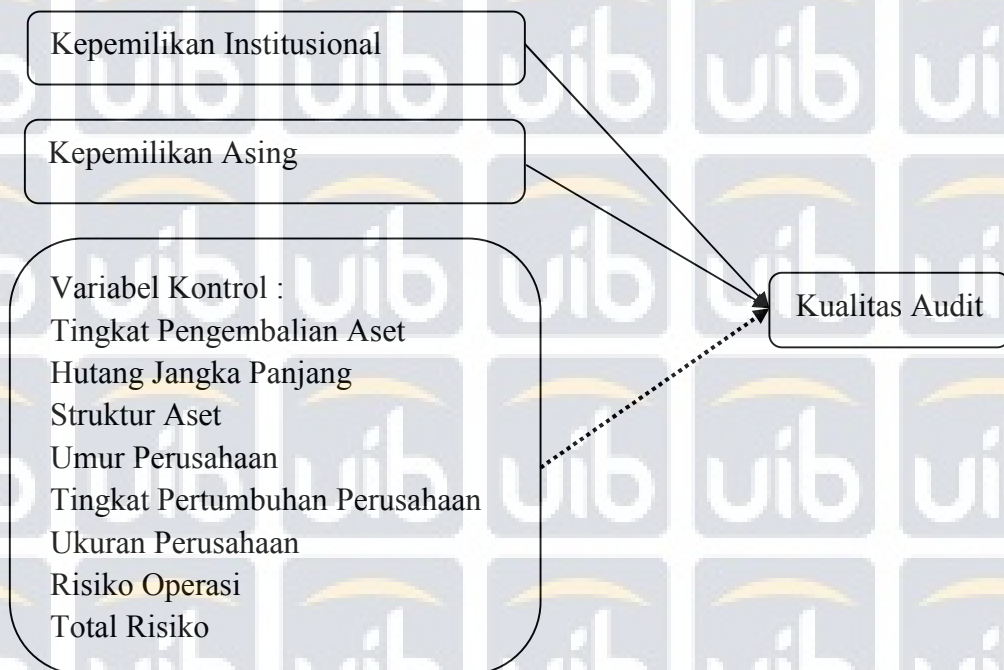 Kepemilikan Institusional
Kepemilikan Asing
Variabel Kontrol :
Tingkat Pengembalian Aset
Hutang Jangka Panjang
Struktur Aset
Umur Perusahaan
Tingkat Pertumbuhan Perusahaan
Ukuran Perusahaan
Risiko Operasi
Total Risiko
Kualitas Audit